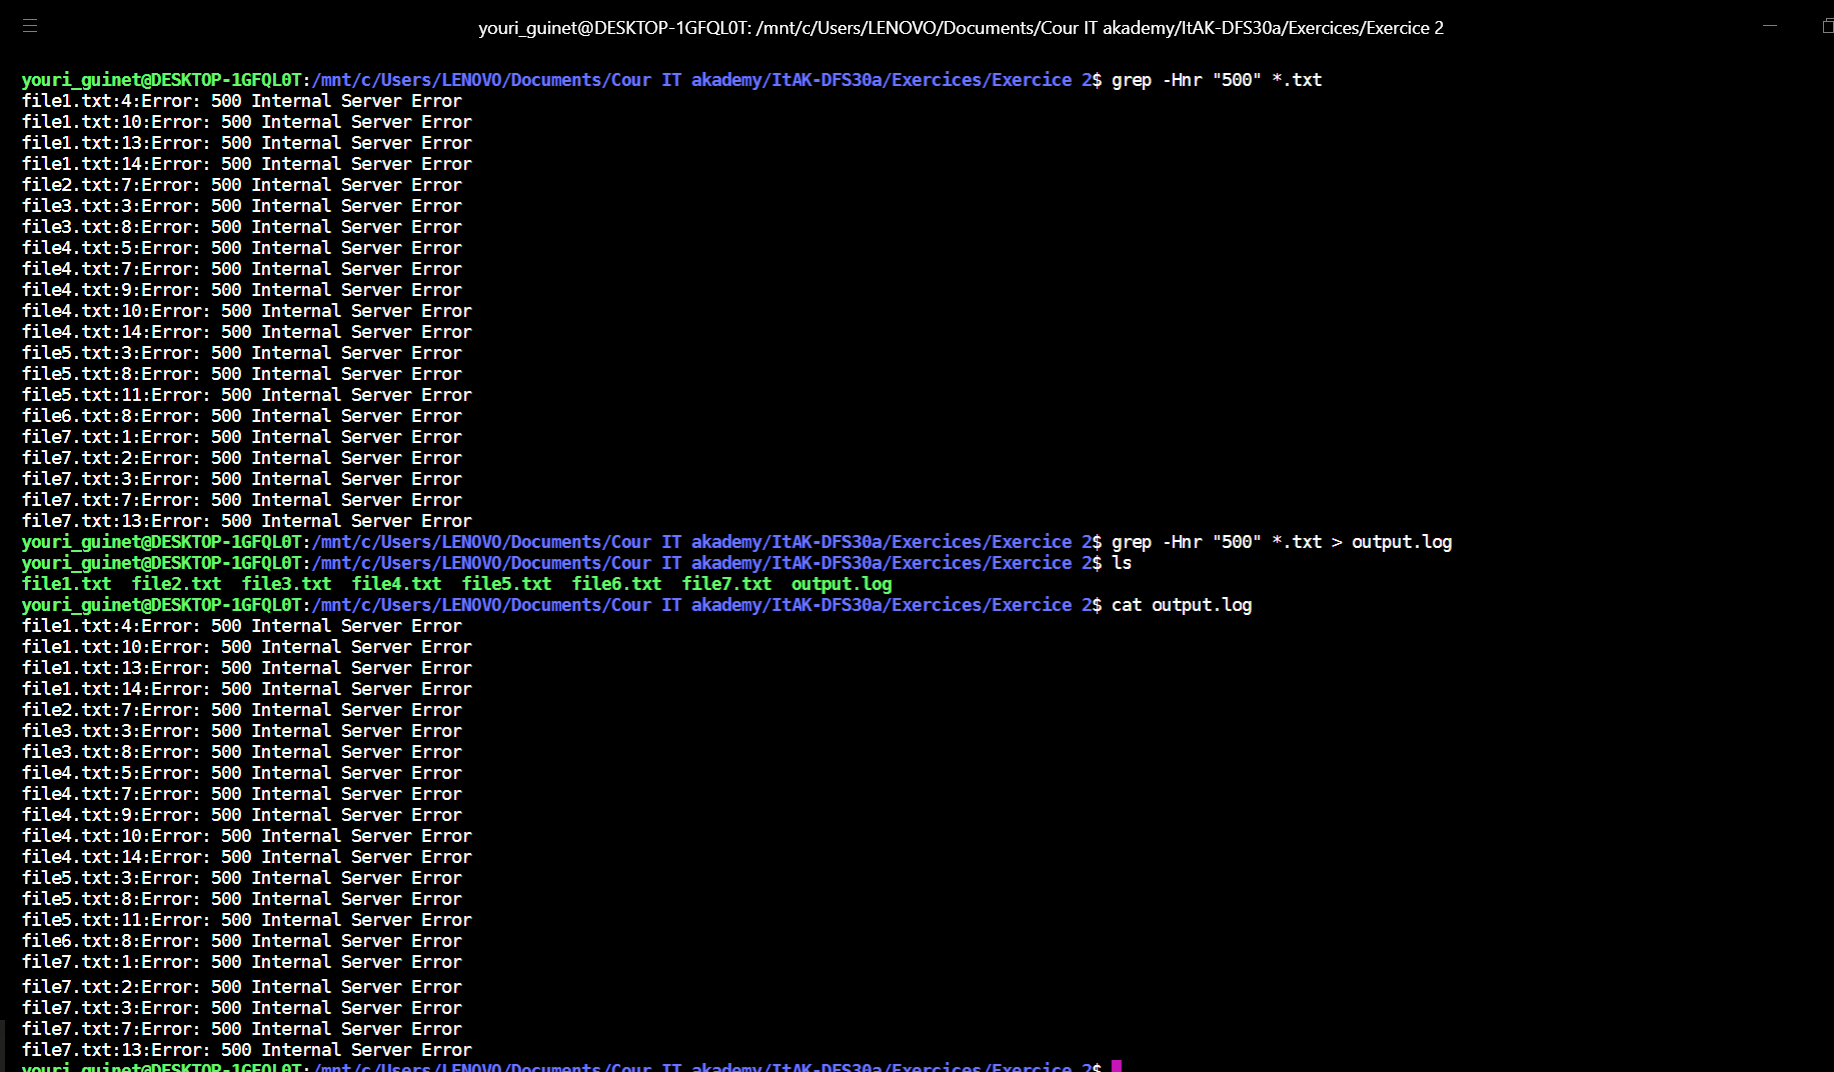 youri_guinet@DESKTOP-1GFQL0T: /mnt/c/Users/LENOVO/Documents/Cour IT akademy/ItAK-DFS30a/Exercices/Exercice 2
youri_guinet@DESKTOP-1GFQL0T:/mnt/c/Users/LENOVO/Documents/Cour IT akademy/ItAK-DFS30a/Exercices/Exercice 2$ grep -Hnr "500" *.txt
file1.txt:4:Error: 500 Internal Server Error
file1.txt:10:Error: 500 Internal Server Error
file1.txt:13:Error: 500 Internal Server Error
file1.txt:14:Error: 500 Internal Server Error
file2.txt:7:Error: 500 Internal Server Error
file3.txt:3:Error: 500 Internal Server Error
file3.txt:8:Error: 500 Internal Server Error
file4.txt:5:Error: 500 Internal Server Error
file4.txt:7:Error: 500 Internal Server Error
file4.txt:9:Error: 500 Internal Server Error
file4.txt:10:Error: 500 Internal Server Error
file4.txt:14:Error: 500 Internal Server Error
file5.txt:3:Error: 500 Internal Server Error
file5.txt:8:Error: 500 Internal Server Error
file5.txt:11:Error: 500 Internal Server Error
file6.txt:8:Error: 500 Internal Server Error
file7.txt:1:Error: 500 Internal Server Error
file7.txt:2:Error: 500 Internal Server Error
file7.txt:3:Error: 500 Internal Server Error
file7.txt:7:Error: 500 Internal Server Error
file7.txt:13:Error: 500 Internal Server Error
youri_guinet@DESKTOP-1GFQL0T:/mnt/c/Users/LENOVO/Documents/Cour IT akademy/ItAK-DFS30a/Exercices/Exercice 2$ grep -Hnr "500" *.txt > output.log
youri_guinet@DESKTOP-1GFQL0T:/mnt/c/Users/LENOVO/Documents/Cour IT akademy/ItAK-DFS30a/Exercices/Exercice 2$ ls
file1.txt  file2.txt  file3.txt  file4.txt  file5.txt  file6.txt  file7.txt  output.log
youri_guinet@DESKTOP-1GFQL0T:/mnt/c/Users/LENOVO/Documents/Cour IT akademy/ItAK-DFS30a/Exercices/Exercice 2$ cat output.log
file1.txt:4:Error: 500 Internal Server Error
file1.txt:10:Error: 500 Internal Server Error
file1.txt:13:Error: 500 Internal Server Error
file1.txt:14:Error: 500 Internal Server Error
file2.txt:7:Error: 500 Internal Server Error
file3.txt:3:Error: 500 Internal Server Error
file3.txt:8:Error: 500 Internal Server Error
file4.txt:5:Error: 500 Internal Server Error
file4.txt:7:Error: 500 Internal Server Error
file4.txt:9:Error: 500 Internal Server Error
file4.txt:10:Error: 500 Internal Server Error
file4.txt:14:Error: 500 Internal Server Error
file5.txt:3:Error: 500 Internal Server Error
file5.txt:8:Error: 500 Internal Server Error
file5.txt:11:Error: 500 Internal Server Error
file6.txt:8:Error: 500 Internal Server Error
file7.txt:1:Error: 500 Internal Server Error
file7.txt:2:Error: 500 Internal Server Error
file7.txt:3:Error: 500 Internal Server Error
file7.txt:7:Error: 500 Internal Server Error
file7.txt:13:Error: 500 Internal Server Error
youri_guinet@DESKTOP-1GFQL0T:/mnt/c/Users/LENOVO/Documents/Cour IT akademy/ItAK-DFS30a/Exercices/Exercice 2$